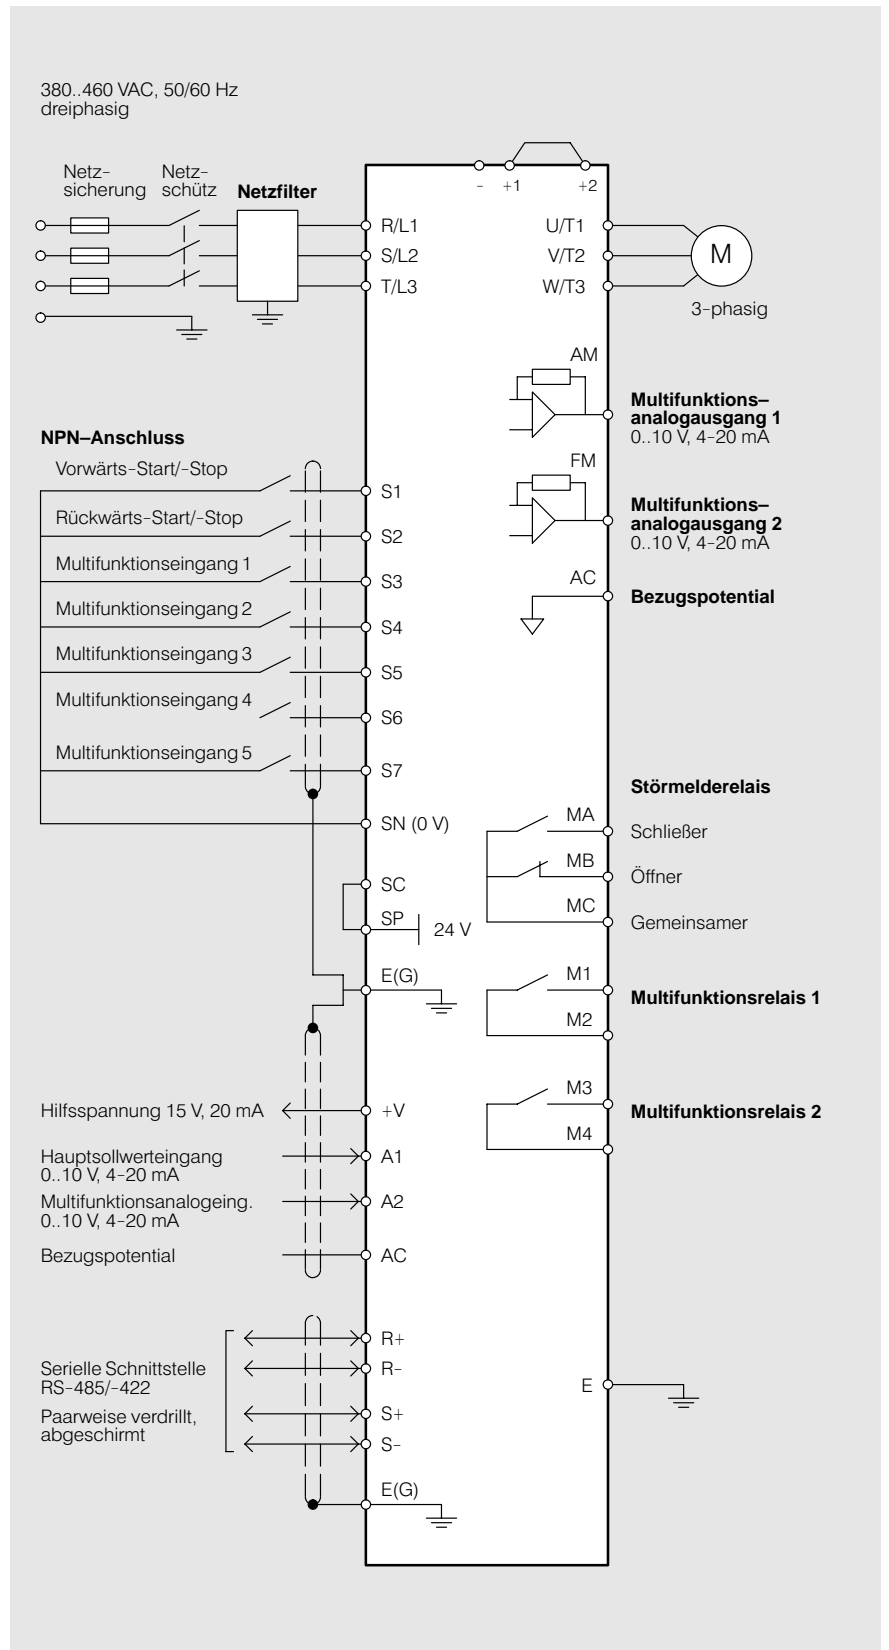 380..460 VAC, 50/60 Hz
dreiphasig
Netz-
sicherung
Netz-
schütz
Netzfilter
- +1 +2
R/L1
S/L2
T/L3
U/T1
V/T2
W/T3
M
3-phasig
AM
Multifunktions–
analogausgang 1
0..10 V, 4-20 mA
FM
Multifunktions–
analogausgang 2
0..10 V, 4-20 mA
AC
Bezugspotential
NPN–Anschluss
Vorwärts-Start/-Stop
S1
Rückwärts-Start/-Stop
S2
Multifunktionseingang 1
S3
Multifunktionseingang 2
S4
Multifunktionseingang 3
S5
Multifunktionseingang 4
S6
Multifunktionseingang 5
S7
SN (0 V)
SC
SP
24 V
E(G)
Störmelderelais
MA
Schließer
MB
Öffner
MC
Gemeinsamer
M1
M2
Multifunktionsrelais 1
M3
M4
Multifunktionsrelais 2
Hilfsspannung 15 V, 20 mA
+V
Hauptsollwerteingang
0..10 V, 4-20 mA
A1
Multifunktionsanalogeing.
0..10 V, 4-20 mA
A2
Bezugspotential
AC
Serielle Schnittstelle
RS-485/-422
Paarweise verdrillt,
abgeschirmt
R+
R-
S+
S-
E(G)
E